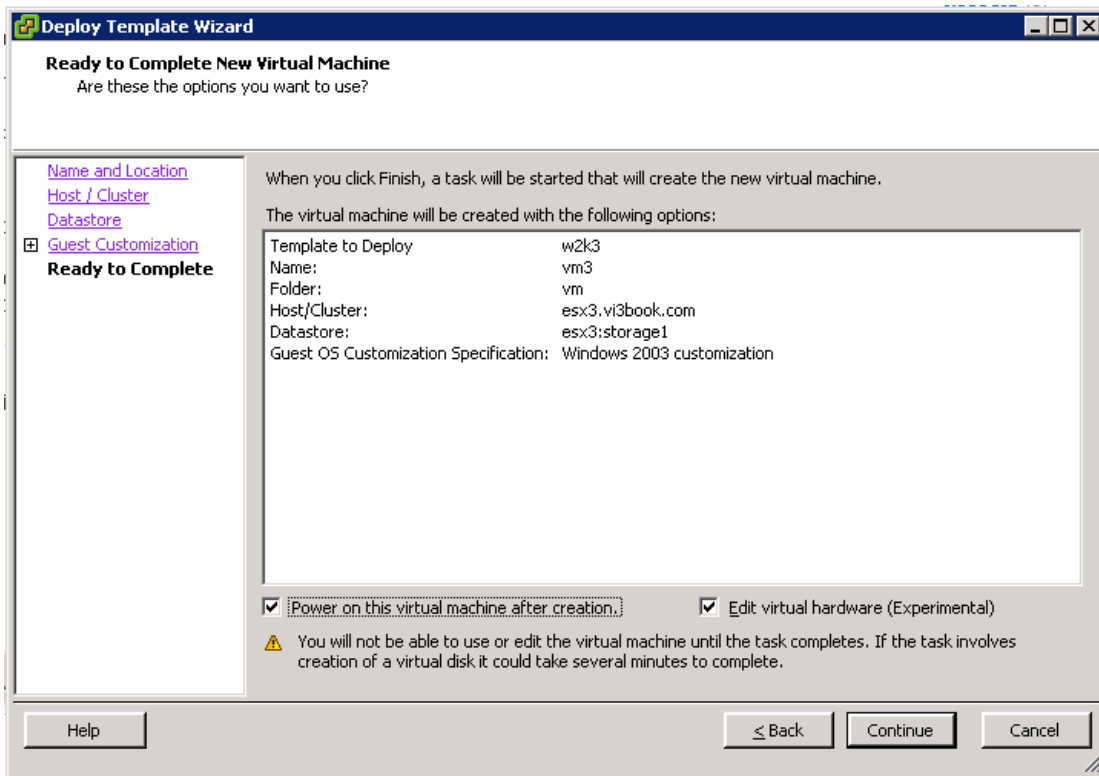 Deploy Template Wizard
Ready to Complete New Virtual Machine
Are these the options you want to use?
Name and Location
Host / Cluster
Datastore
Guest Customization
Ready to Complete
When you click Finish, a task will be started that will create the new virtual machine.
The virtual machine will be created with the following options:
Template to Deploy w2k3
Name: vm3
Folder: vm
Host/Cluster: esx3.vi3book.com
Datastore: esx3:storage1
Guest OS Customization Specification: Windows 2003 customization
Power on this virtual machine after creation. Edit virtual hardware (Experimental)
You will not be able to use or edit the virtual machine until the task completes. If the task involves
creation of a virtual disk it could take several minutes to complete.
Help < Back Continue Cancel